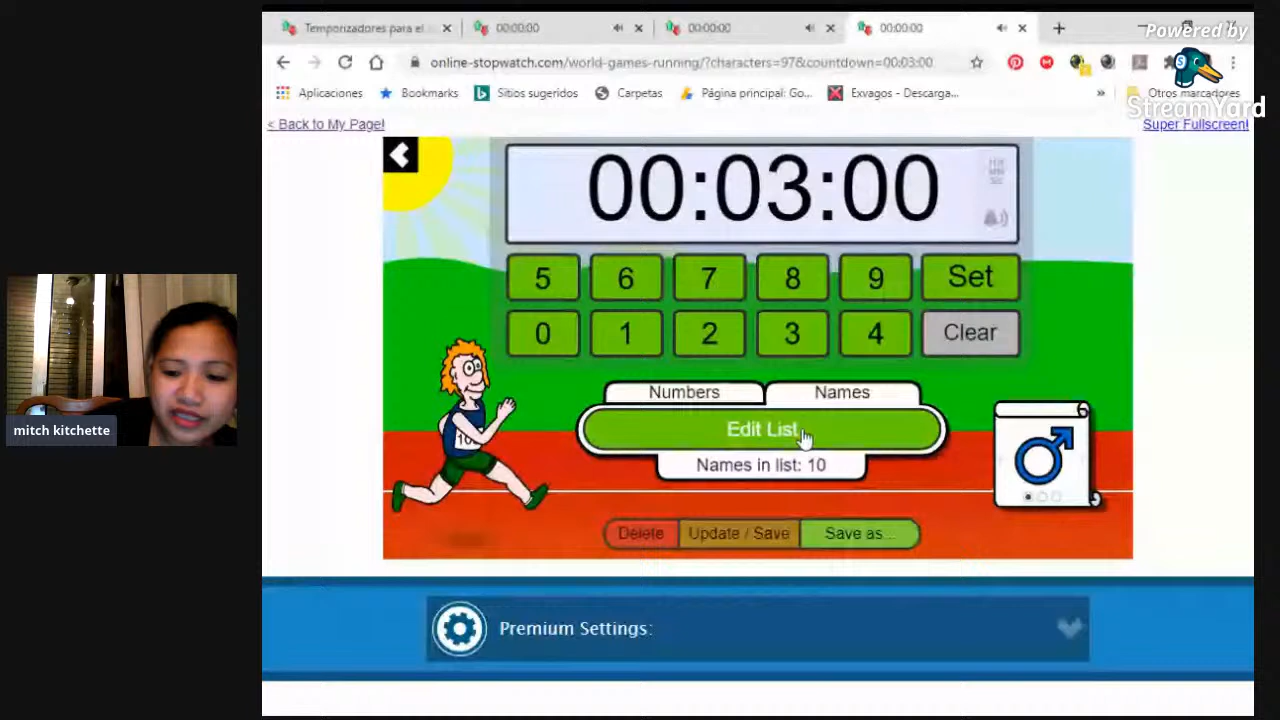 Temporizadores para el
00:00:00
00:00:00
00:00:00
Powered by
online-stopwatch.com/world-games-running/?characters=97&countdown=00:03:00
Aplicaciones
Bookmarks
Sitios sugeridos
Carpetas
Página principal: Go...
Exvagos - Descarga...
»
Otros marcadores
StreamYard
< Back to My Page!
Super Fullscreen!
00:03:00
5 6 7 8 9 Set
0 1 2 3 4 Clear
Numbers Names
Edit List
Names in list: 10
mitch kitchette
Delete Update / Save Save as...
Premium Settings: